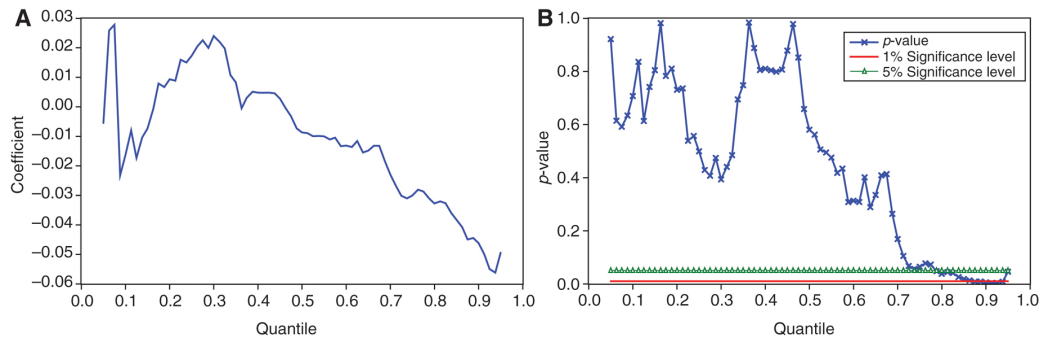 A
0.03
0.02
0.01
0.00
−0.01
−0.02
−0.03
−0.04
−0.05
−0.06
Coefficient
0.0 0.1 0.2 0.3 0.4 0.5 0.6 0.7 0.8 0.9 1.0
Quantile
B
1.0
0.8
0.6
0.4
0.2
0.0
p-value
p-value
1% Significance level
5% Significance level
0.0 0.1 0.2 0.3 0.4 0.5 0.6 0.7 0.8 0.9 1.0
Quantile